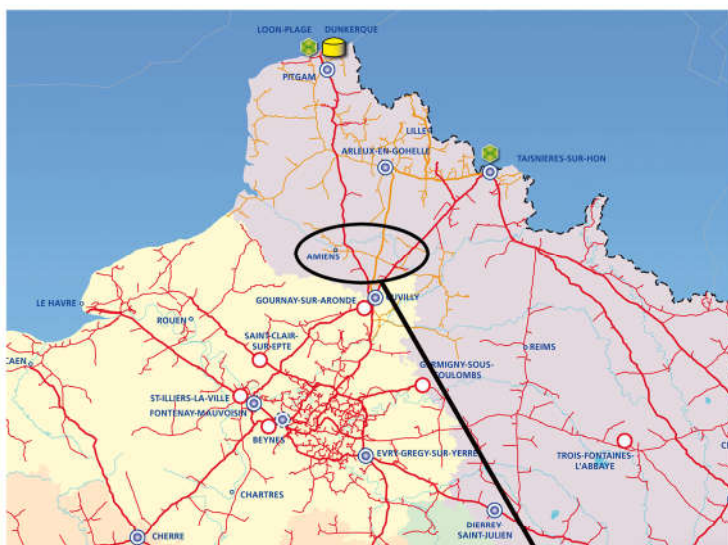 LOON-PLAGE DUNKERQUE
PITGAM
LILLE
ARLEUX-EN-GOHELLE
TAISNIERES-SUR-HON
AMIENS
LE HAVRE
GOURNAY-SUR-ARONDE
CUVILLY
ROUEN
SAINT-CLAIR-
SUR-EPTE
REIMS
CAEN
GERMIGNY-SOUS-
COULOMBS
ST-ILLIERS-LA-VILLE
FONTENAY-MAUVOISIN
BEYNES
EVRY-GREGY-SUR-YERRE
TROIS-FONTAINES-
L'ABBAYE
CHARTRES
DIERREY
SAINT JULIEN
CHERRE